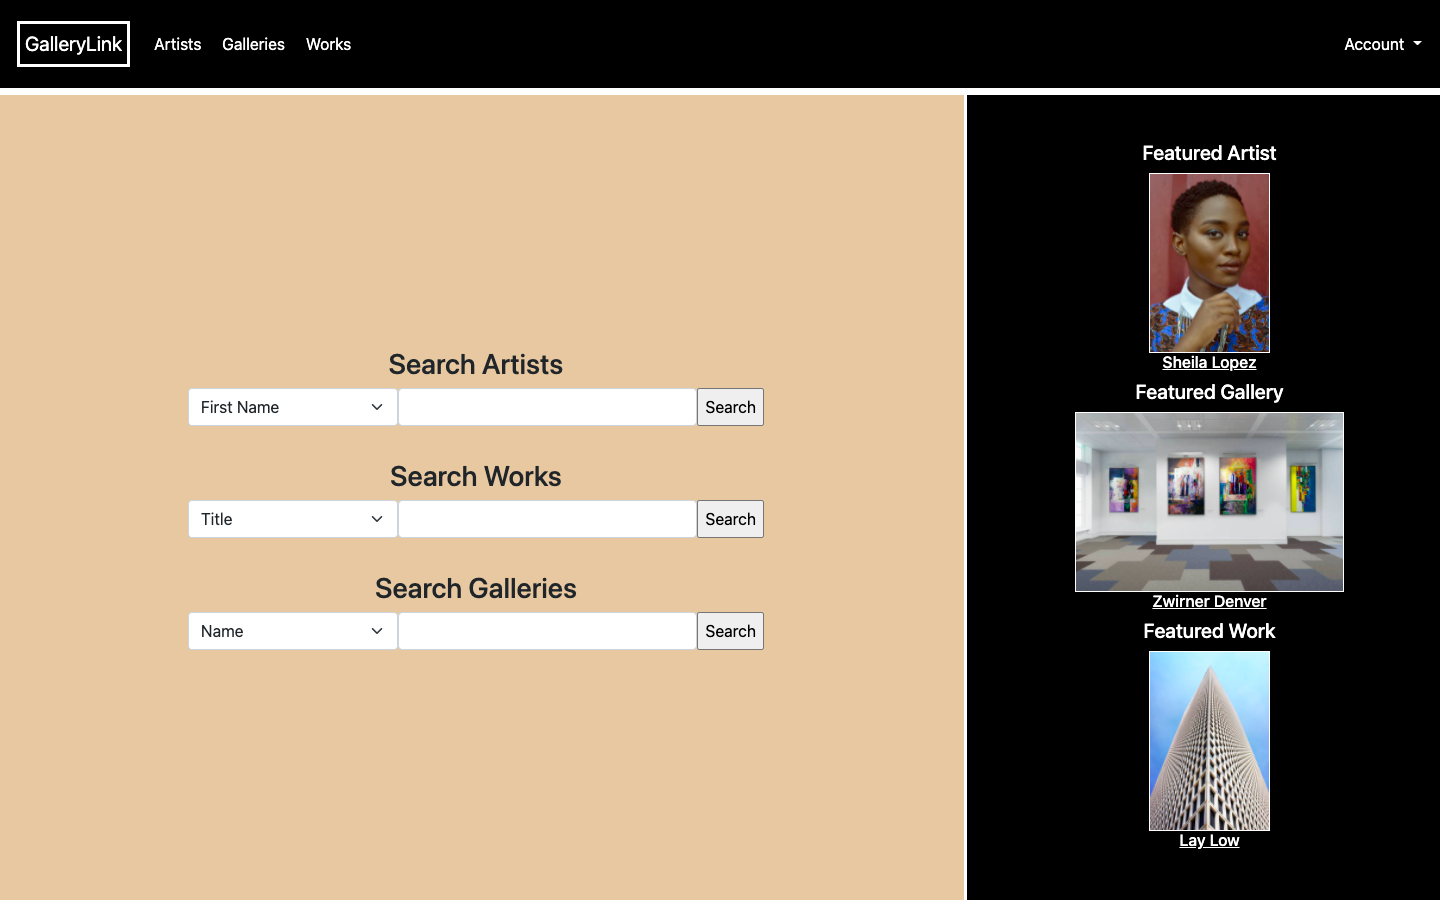 GalleryLink
Artists
Galleries
Works
Account
Search Artists
First Name
Search
Search Works
Title
Search
Search Galleries
Name
Search
Featured Artist
Sheila Lopez
Featured Gallery
Zwirner Denver
Featured Work
Lay Low